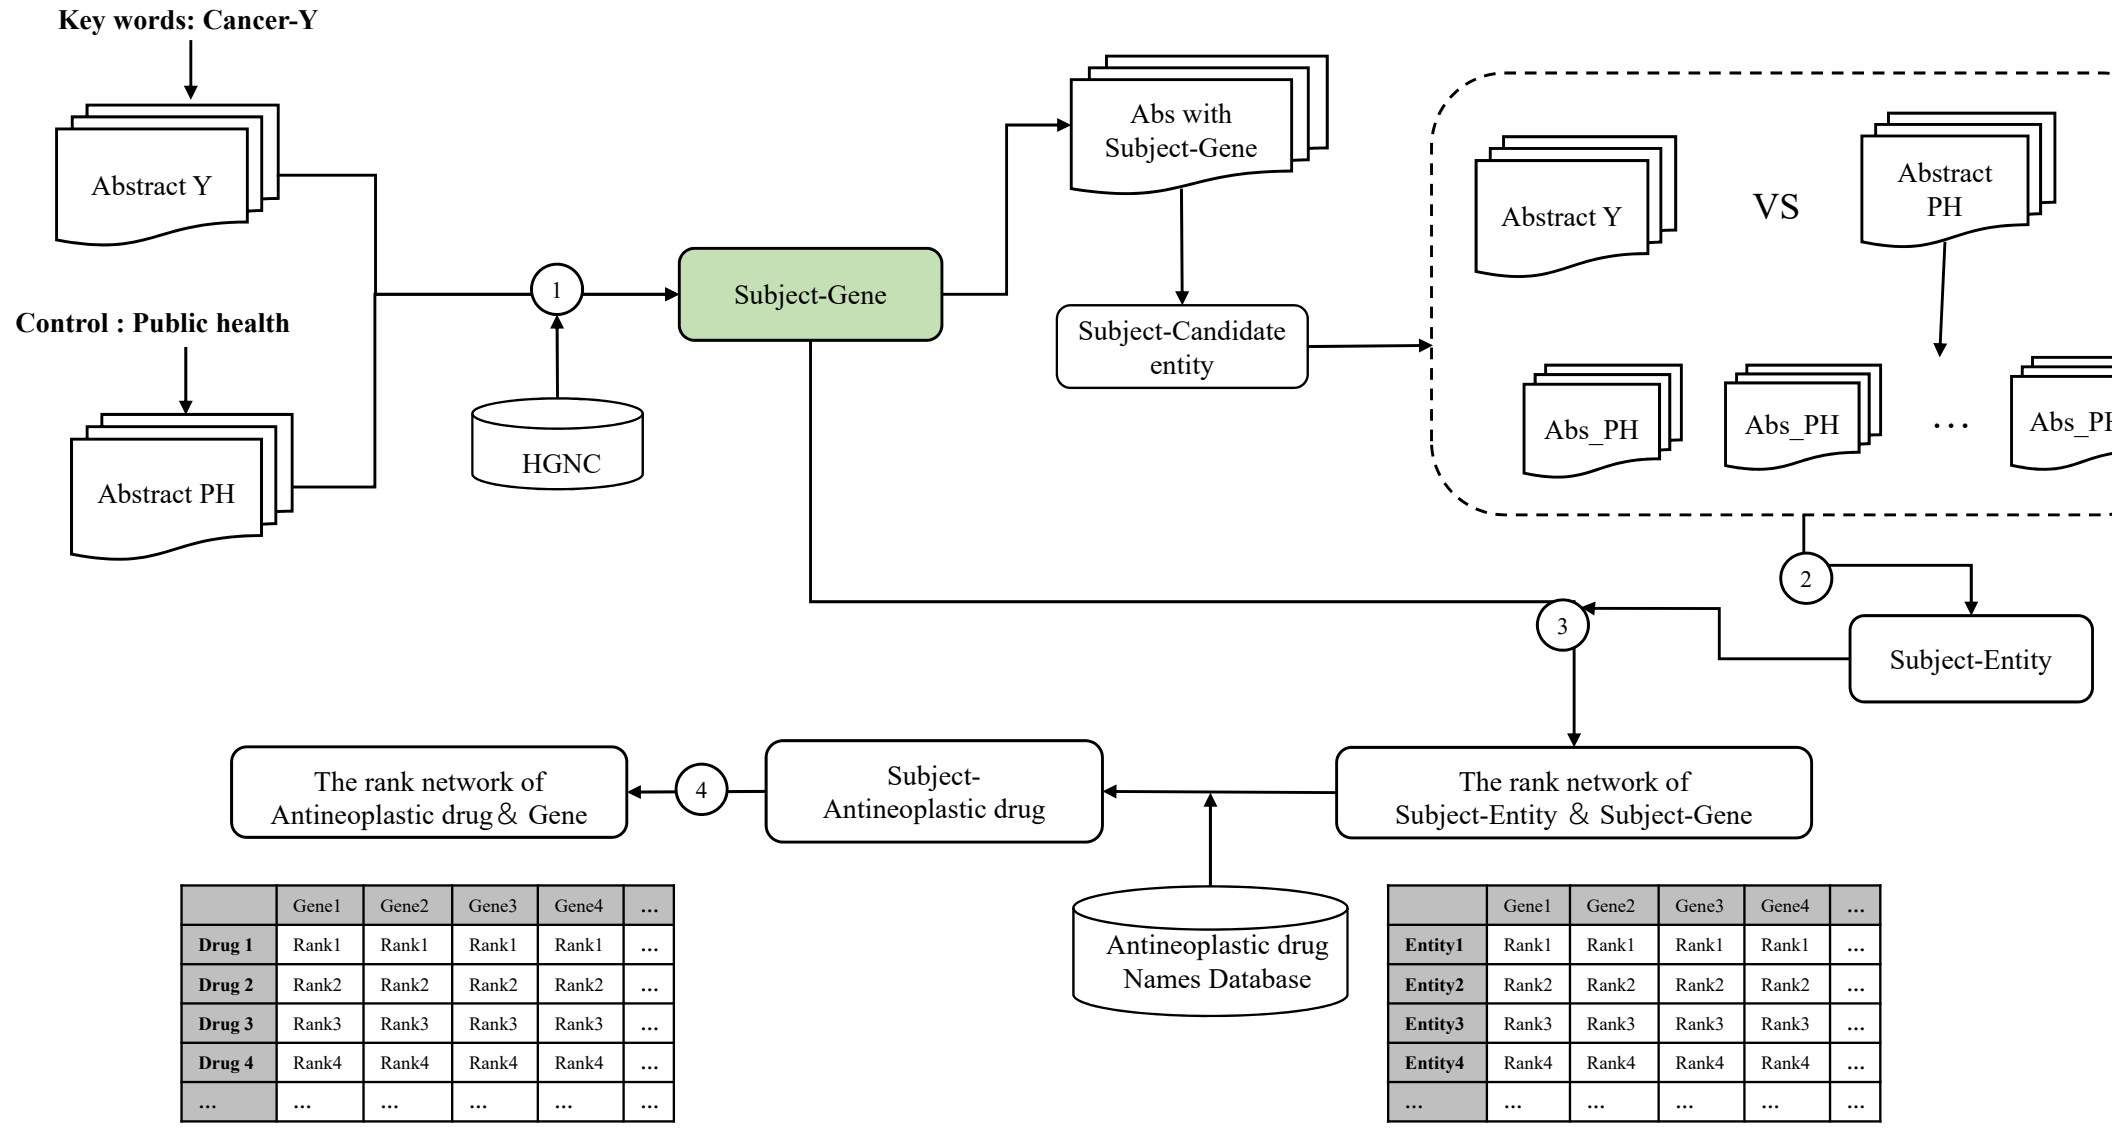 Key words: Cancer-Y
Abstract Y
Control : Public health
Abstract PH
1
HGNC
Subject-Gene
Abs with
Subject-Gene
Subject-Candidate
entity
Abstract Y
VS
Abstract
PH
Abs_PH
Abs_PH
…
Abs_PH
2
Subject-Entity
3
The rank network of
Subject-Entity & Subject-Gene
Subject-
Antineoplastic drug
4
The rank network of
Antineoplastic drug& Gene
Antineoplastic drug
Names Database
Gene1 Gene2 Gene3 Gene4 ...
Drug 1 Rank1 Rank1 Rank1 Rank1 ...
Drug 2 Rank2 Rank2 Rank2 Rank2 ...
Drug 3 Rank3 Rank3 Rank3 Rank3 ...
Drug 4 Rank4 Rank4 Rank4 Rank4 ...
... ... ... ... ... ...
Gene1 Gene2 Gene3 Gene4 ...
Entity1 Rank1 Rank1 Rank1 Rank1 ...
Entity2 Rank2 Rank2 Rank2 Rank2 ...
Entity3 Rank3 Rank3 Rank3 Rank3 ...
Entity4 Rank4 Rank4 Rank4 Rank4 ...
... ... ... ... ... ...